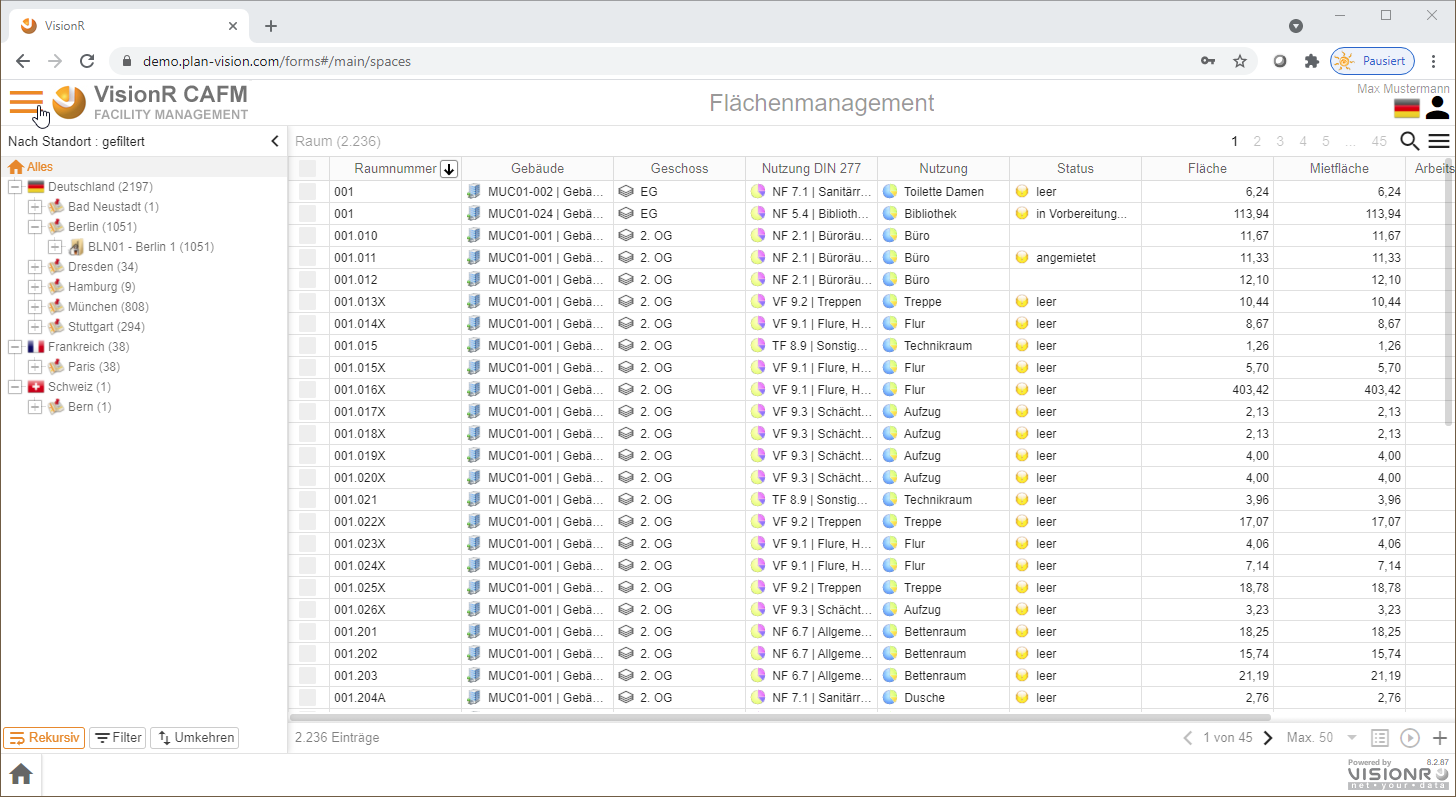 VisionR
demo.plan-vision.com/forms#/main/spaces
Pausiert
VisionR CAFM
FACILITY MANAGEMENT
Flächenmanagement
Max Mustermann
Nach Standort : gefiltert
Raum (2.236)
1 2 3 4 5 ... 45
Alles
Deutschland (2197)
Bad Neustadt (1)
Berlin (1051)
BLN01 - Berlin 1 (1051)
Dresden (34)
Hamburg (9)
München (808)
Stuttgart (294)
Frankreich (38)
Paris (38)
Schweiz (1)
Bern (1)
Raumnummer Gebäude Geschoss Nutzung DIN 277 Nutzung Status Fläche Mietfläche Arbeits
001 MUC01-002 | Gebä... EG NF 7.1 | Sanitärr... Toilette Damen leer 6,24 6,24
001 MUC01-024 | Gebä... EG NF 5.4 | Biblioth... Bibliothek in Vorbereitung... 113,94 113,94
001.010 MUC01-001 | Gebä... 2. OG NF 2.1 | Büroräu... Büro 11,67 11,67
001.011 MUC01-001 | Gebä... 2. OG NF 2.1 | Büroräu... Büro angemietet 11,33 11,33
001.012 MUC01-001 | Gebä... 2. OG NF 2.1 | Büroräu... Büro 12,10 12,10
001.013X MUC01-001 | Gebä... 2. OG VF 9.2 | Treppen Treppe leer 10,44 10,44
001.014X MUC01-001 | Gebä... 2. OG VF 9.1 | Flure, H... Flur leer 8,67 8,67
001.015 MUC01-001 | Gebä... 2. OG TF 8.9 | Sonstig... Technikraum leer 1,26 1,26
001.015X MUC01-001 | Gebä... 2. OG VF 9.1 | Flure, H... Flur leer 5,70 5,70
001.016X MUC01-001 | Gebä... 2. OG VF 9.1 | Flure, H... Flur leer 403,42 403,42
001.017X MUC01-001 | Gebä... 2. OG VF 9.3 | Schächt... Aufzug leer 2,13 2,13
001.018X MUC01-001 | Gebä... 2. OG VF 9.3 | Schächt... Aufzug leer 2,13 2,13
001.019X MUC01-001 | Gebä... 2. OG VF 9.3 | Schächt... Aufzug leer 4,00 4,00
001.020X MUC01-001 | Gebä... 2. OG VF 9.3 | Schächt... Aufzug leer 4,00 4,00
001.021 MUC01-001 | Gebä... 2. OG TF 8.9 | Sonstig... Technikraum leer 3,96 3,96
001.022X MUC01-001 | Gebä... 2. OG VF 9.2 | Treppen Treppe leer 17,07 17,07
001.023X MUC01-001 | Gebä... 2. OG VF 9.1 | Flure, H... Flur leer 4,06 4,06
001.024X MUC01-001 | Gebä... 2. OG VF 9.1 | Flure, H... Flur leer 7,14 7,14
001.025X MUC01-001 | Gebä... 2. OG VF 9.2 | Treppen Treppe leer 18,78 18,78
001.026X MUC01-001 | Gebä... 2. OG VF 9.3 | Schächt... Aufzug leer 3,23 3,23
001.201 MUC01-001 | Gebä... 2. OG NF 6.7 | Allgeme... Bettenraum leer 18,25 18,25
001.202 MUC01-001 | Gebä... 2. OG NF 6.7 | Allgeme... Bettenraum leer 15,74 15,74
001.203 MUC01-001 | Gebä... 2. OG NF 6.7 | Allgeme... Bettenraum leer 21,19 21,19
001.204A MUC01-001 | Gebä... 2. OG NF 7.1 | Sanitärr... Dusche leer 2,76 2,76
Rekursiv Filter Umkehren
2.236 Einträge
1 von 45 Max. 50
Powered by 8.2.87
VISIONR
net • your • data